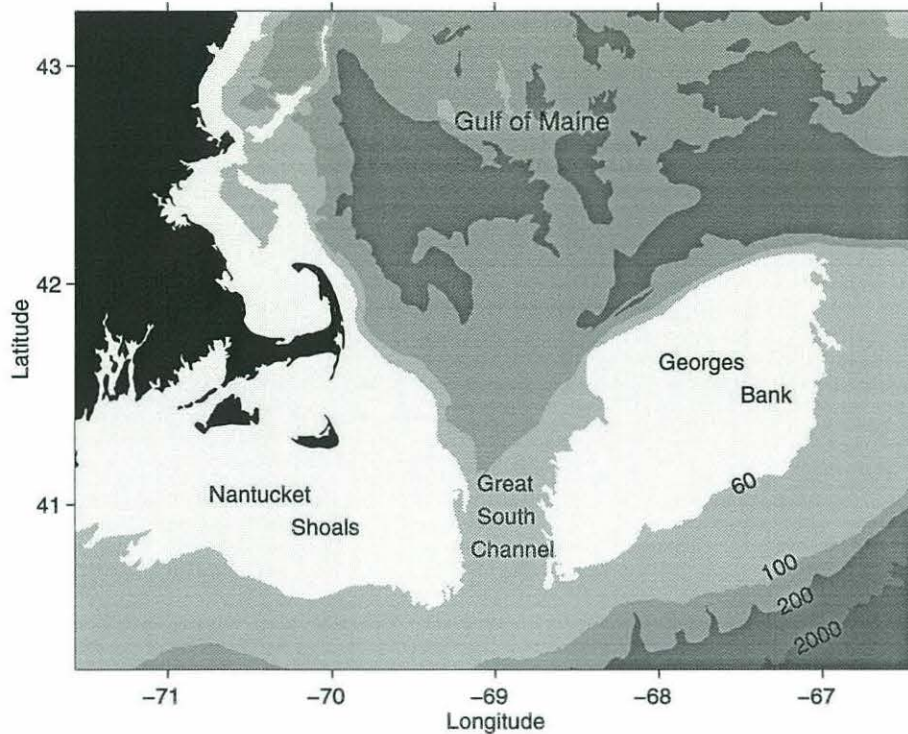 43
Gulf of Maine
42
Latitude
Georges
Bank
60
Great
South
Channel
Nantucket
Shoals
41
100
200
2000
−71
−70
−69
−68
−67
Longitude